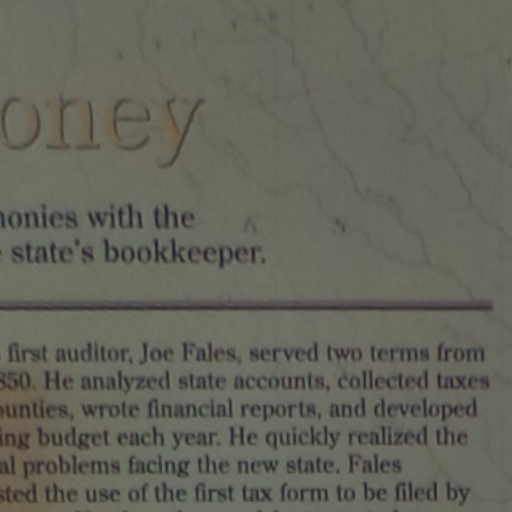 oney
monies with the
state's bookkeeper.
first auditor, Joe Fales, served two terms from
850. He analyzed state accounts, collected taxes
ounties, wrote financial reports, and developed
ing budget each year. He quickly realized the
al problems facing the new state. Fales
sted the use of the first tax form to be filed by